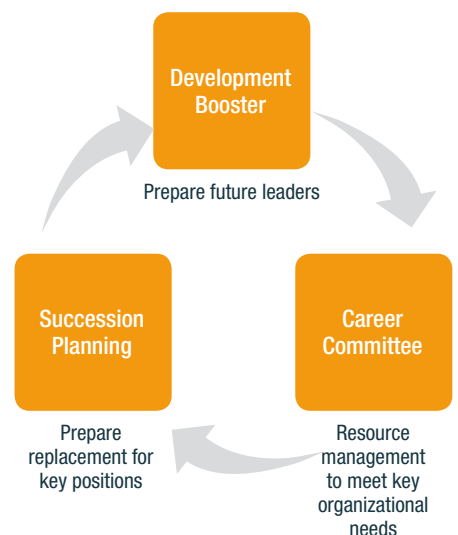 Development
Booster
Prepare future leaders
Succession
Planning
Prepare
replacement for
key positions
Career
Committee
Resource
management
to meet key
organizational
needs